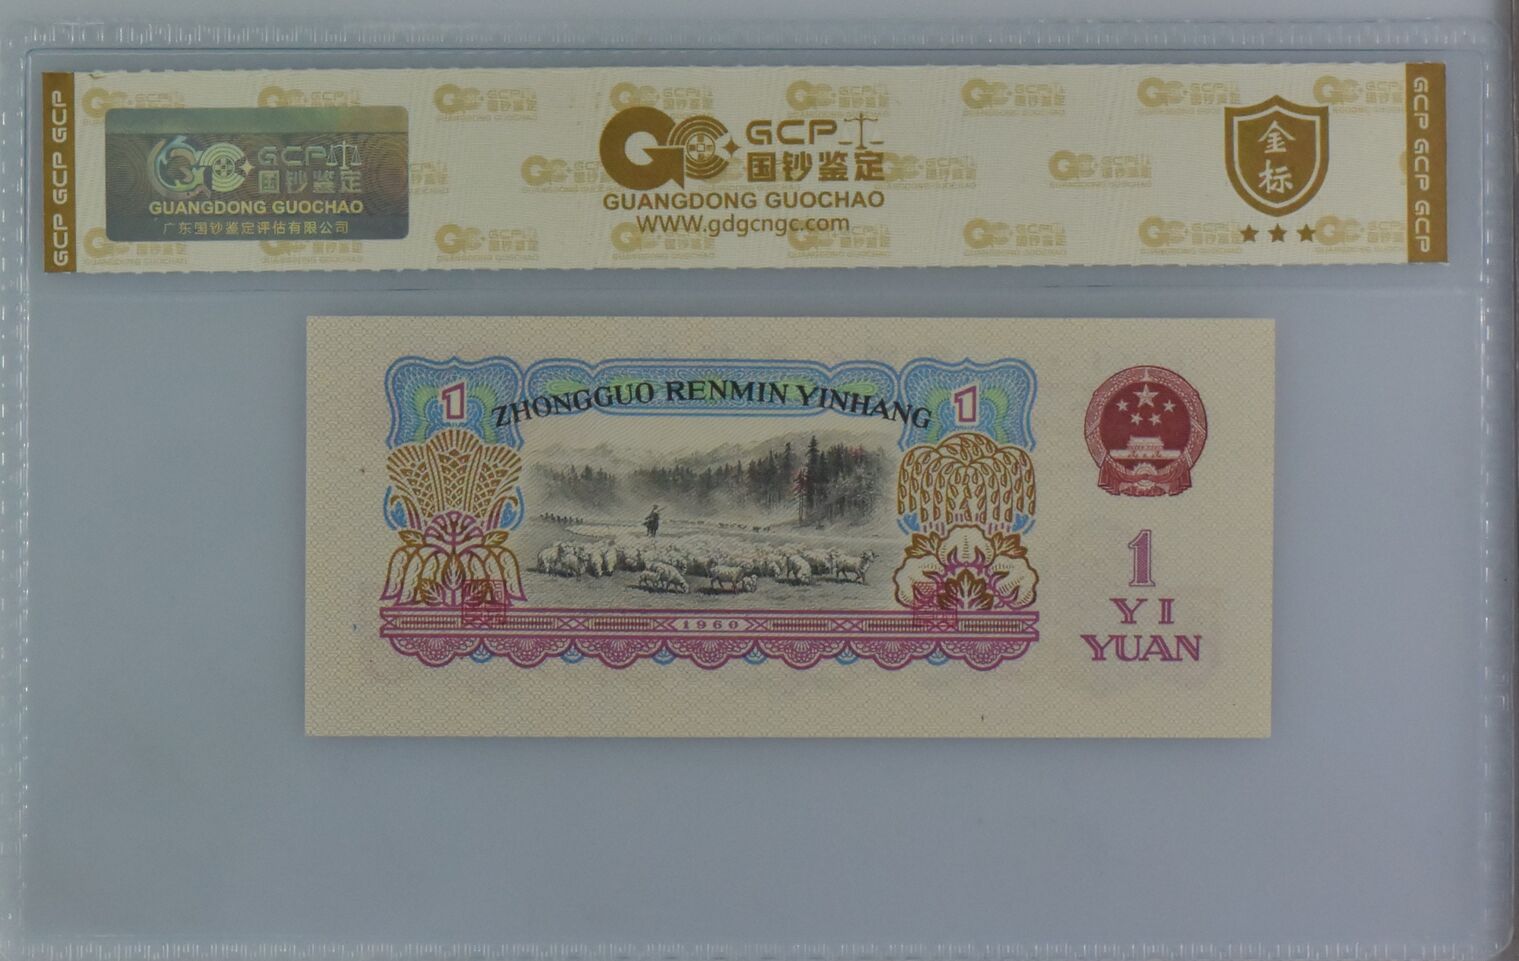 GCP GCP GCP
GCP
国钞鉴定
GUANGDONG GUOCHAO
广东国钞鉴定评估有限公司
GCP
国钞鉴定
GUANGDONG GUOCHAO
WWW.gdgcngc.com
金
标
GCP GCP GCP
ZHONGGUO RENMIN YINHANG
1
1
1960
1
YI
YUAN